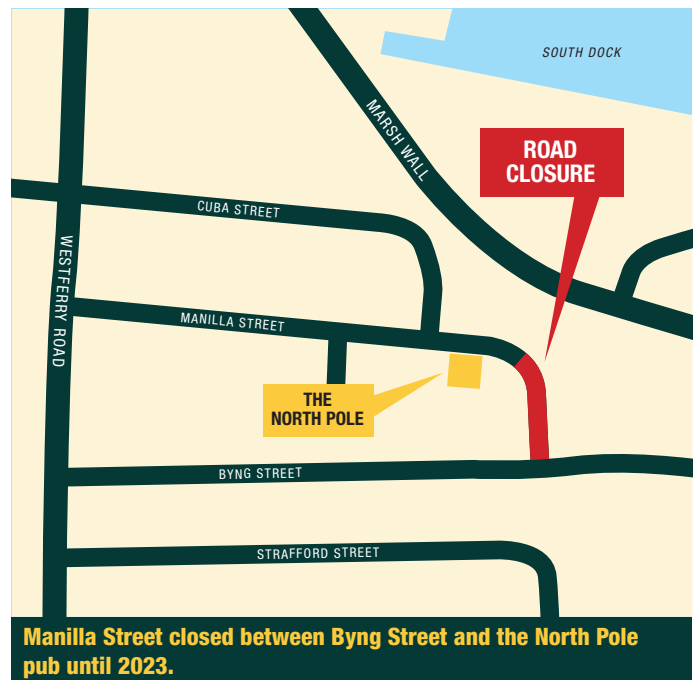 SOUTH DOCK
MARSH WALL
ROAD
CLOSURE
CUBA STREET
WESTFERRY ROAD
MANILLA STREET
THE
NORTH POLE
BYNG STREET
STRAFFORD STREET
Manilla Street closed between Byng Street and the North Pole
pub until 2023.